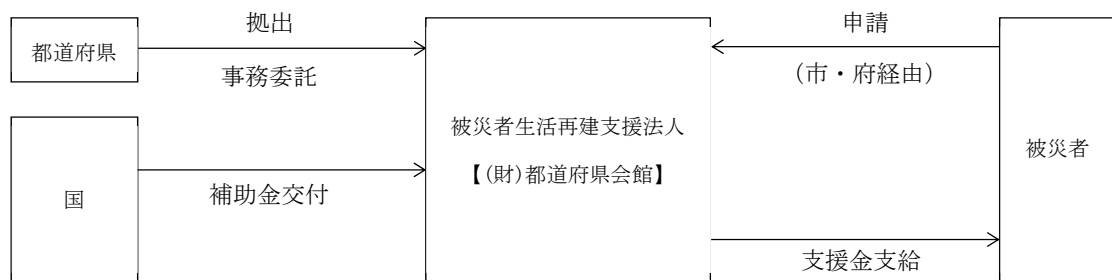 拠出
都道府県
事務委託
申請
(市・府経由)
被災者生活再建支援法人
【(財)都道府県会館】
被災者
国
補助金交付
支援金支給